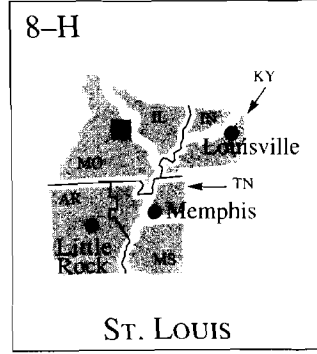 8–H
KY
IL
IN
Louisville
MO
TN
AR
Memphis
Little
Rock
MS
ST. LOUIS